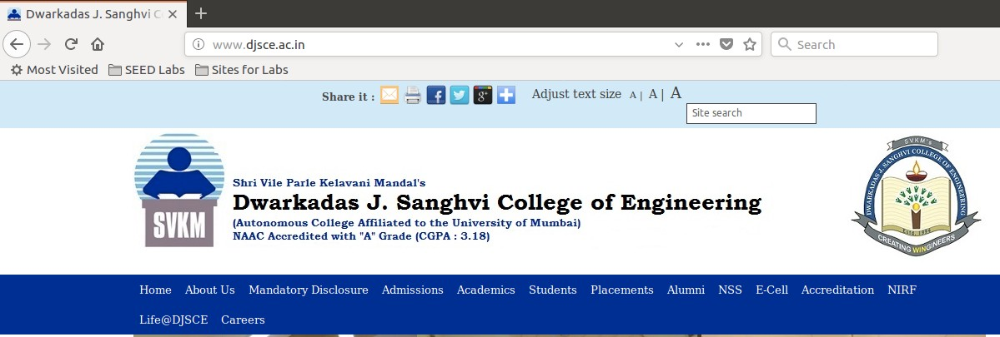 Dwarkadas J. Sanghvi C
www.djsce.ac.in
Search
Most Visited SEED Labs Sites for Labs
Share it : Adjust text size A | A | A
Site search
SVKM
Shri Vile Parle Kelavani Mandal's
Dwarkadas J. Sanghvi College of Engineering
(Autonomous College Affiliated to the University of Mumbai)
NAAC Accredited with "A" Grade (CGPA : 3.18)
SVKM's
DWARKADAS J. SANGHVI COLLEGE OF ENGINEERING
Estd. 1994
CREATING WINGINEERS
Home About Us Mandatory Disclosure Admissions Academics Students Placements Alumni NSS E-Cell Accreditation NIRF
Life@DJSCE Careers